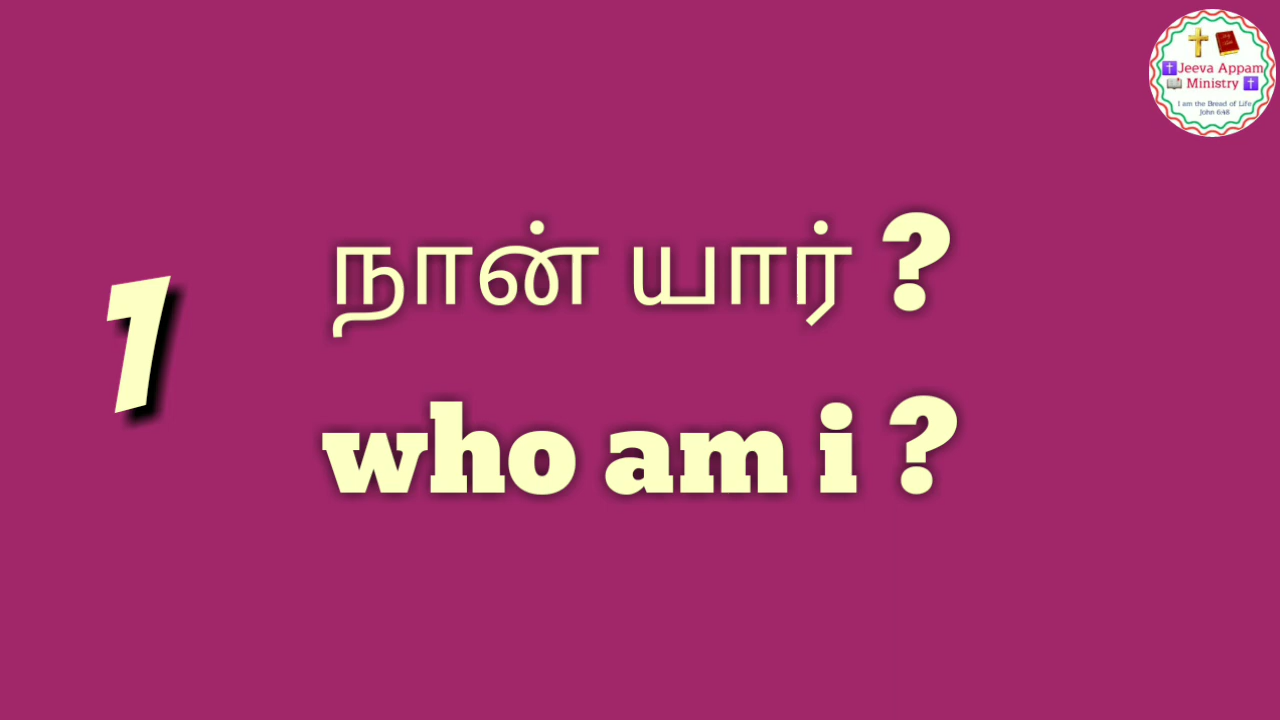 ✝Jeeva Appam
📖 Ministry ✝
I am the Bread of Life
John 6:48
1
நான் யார் ?
who am i ?